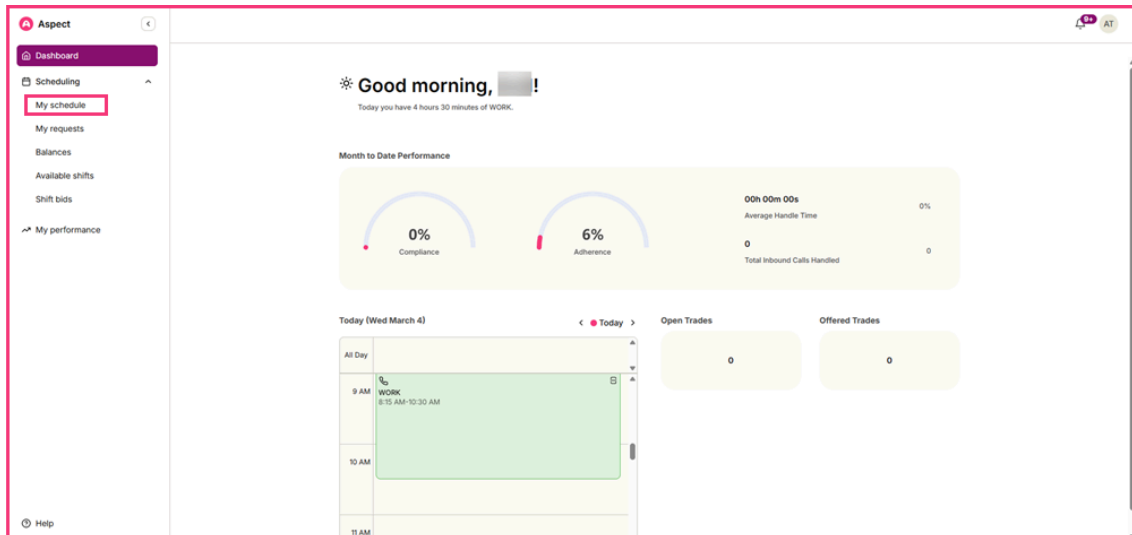 Aspect
9+
AT
Dashboard
Scheduling
My schedule
My requests
Balances
Available shifts
Shift bids
My performance
Help
Good morning, !
Today you have 4 hours 30 minutes of WORK.
Month to Date Performance
0%
Compliance
6%
Adherence
00h 00m 00s
Average Handle Time
0%
0
Total Inbound Calls Handled
0
Today (Wed March 4)
Today
All Day
9 AM
WORK
8:15 AM-10:30 AM
10 AM
11 AM
Open Trades
0
Offered Trades
0